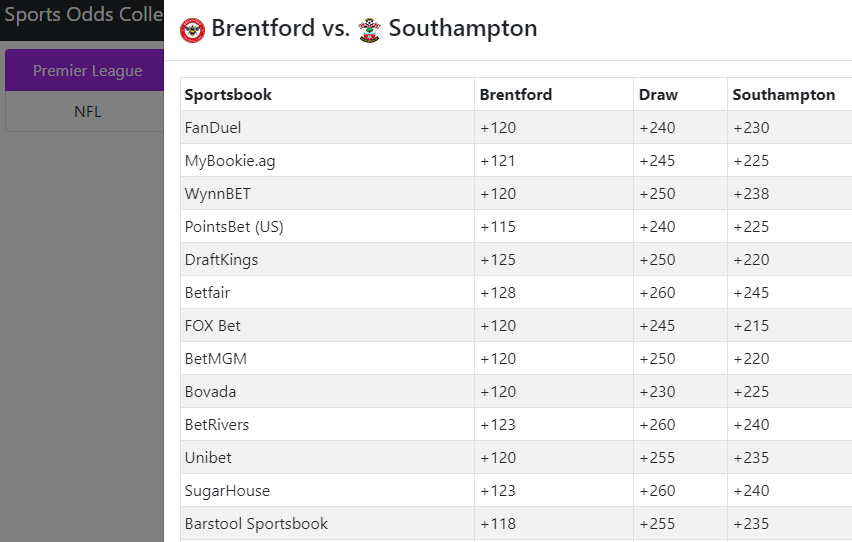 Sports Odds Colle
Premier League
NFL
Brentford vs. Southampton
Sportsbook Brentford Draw Southampton
FanDuel +120 +240 +230
MyBookie.ag +121 +245 +225
WynnBET +120 +250 +238
PointsBet (US) +115 +240 +225
DraftKings +125 +250 +220
Betfair +128 +260 +245
FOX Bet +120 +245 +215
BetMGM +120 +250 +220
Bovada +120 +230 +225
BetRivers +123 +260 +240
Unibet +120 +255 +235
SugarHouse +123 +260 +240
Barstool Sportsbook +118 +255 +235